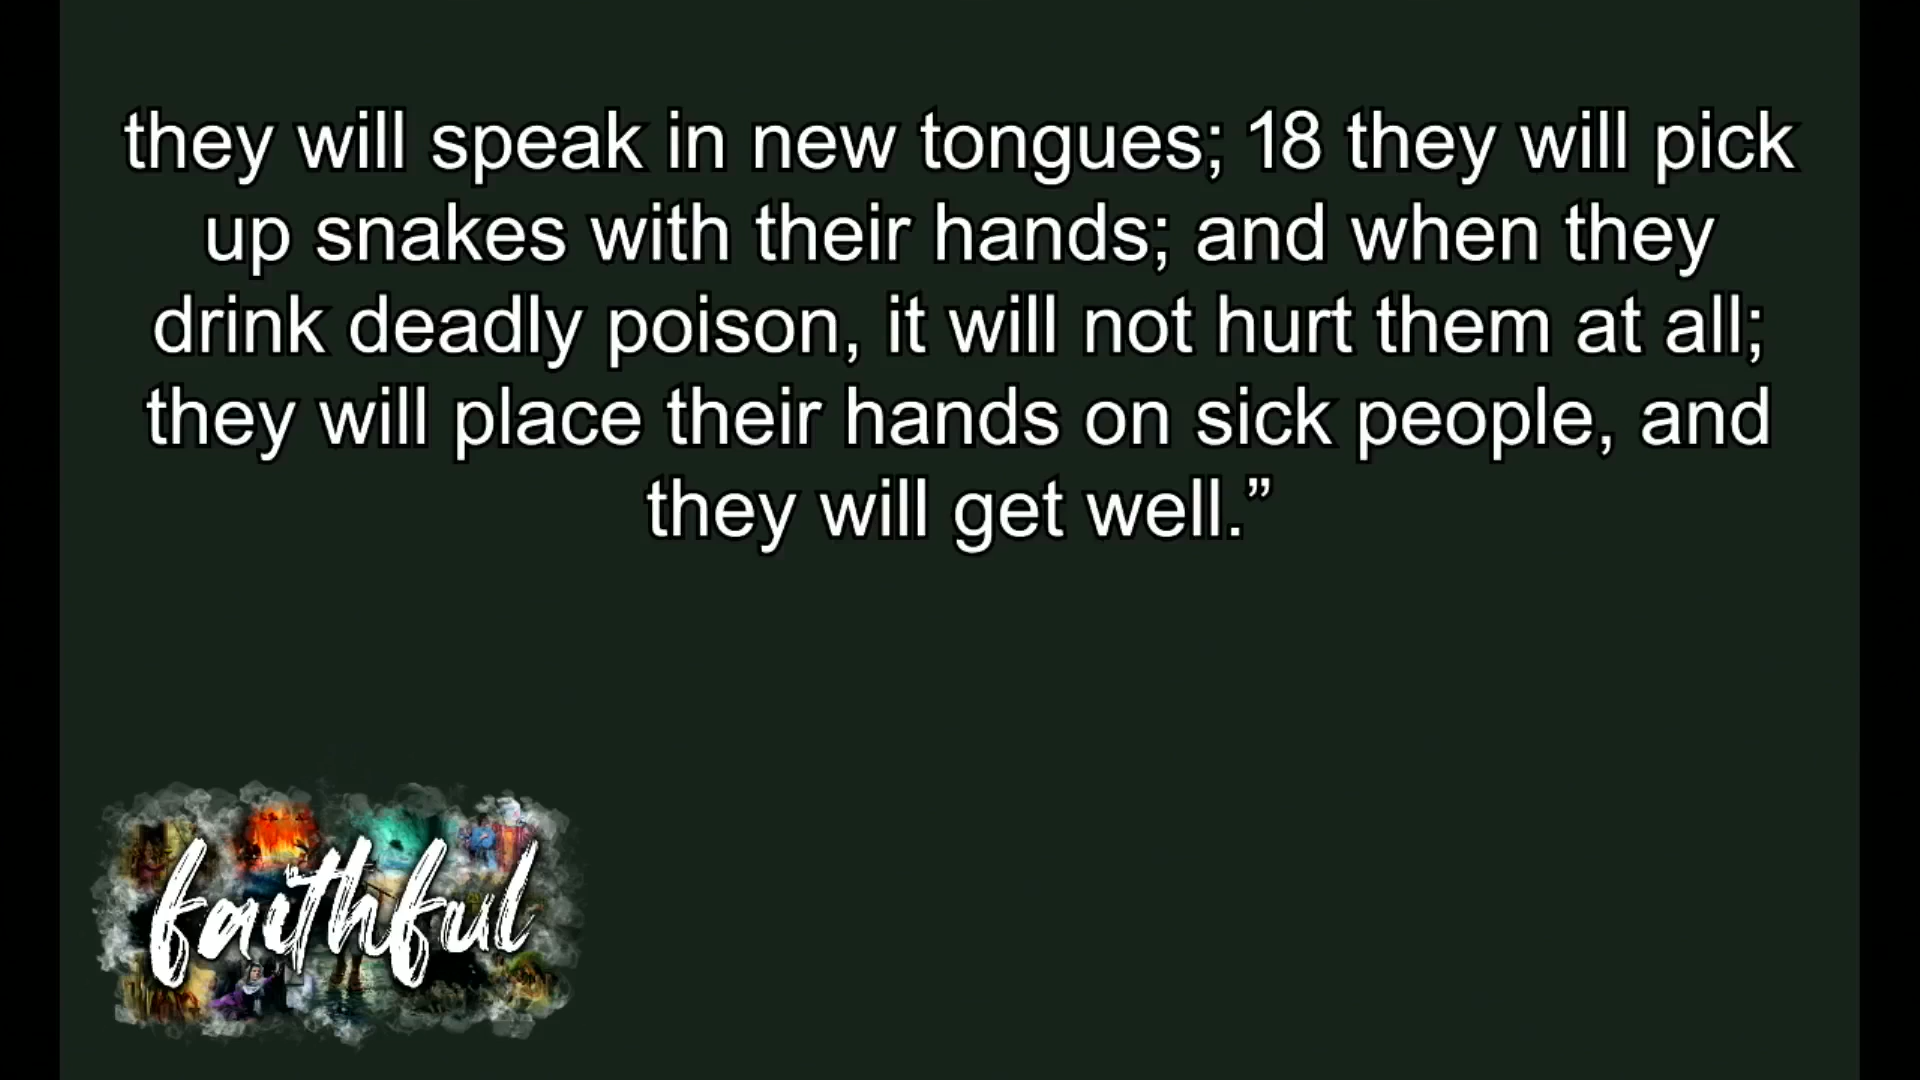 they will speak in new tongues; 18 they will pick
up snakes with their hands; and when they
drink deadly poison, it will not hurt them at all;
they will place their hands on sick people, and
they will get well.”
faithful